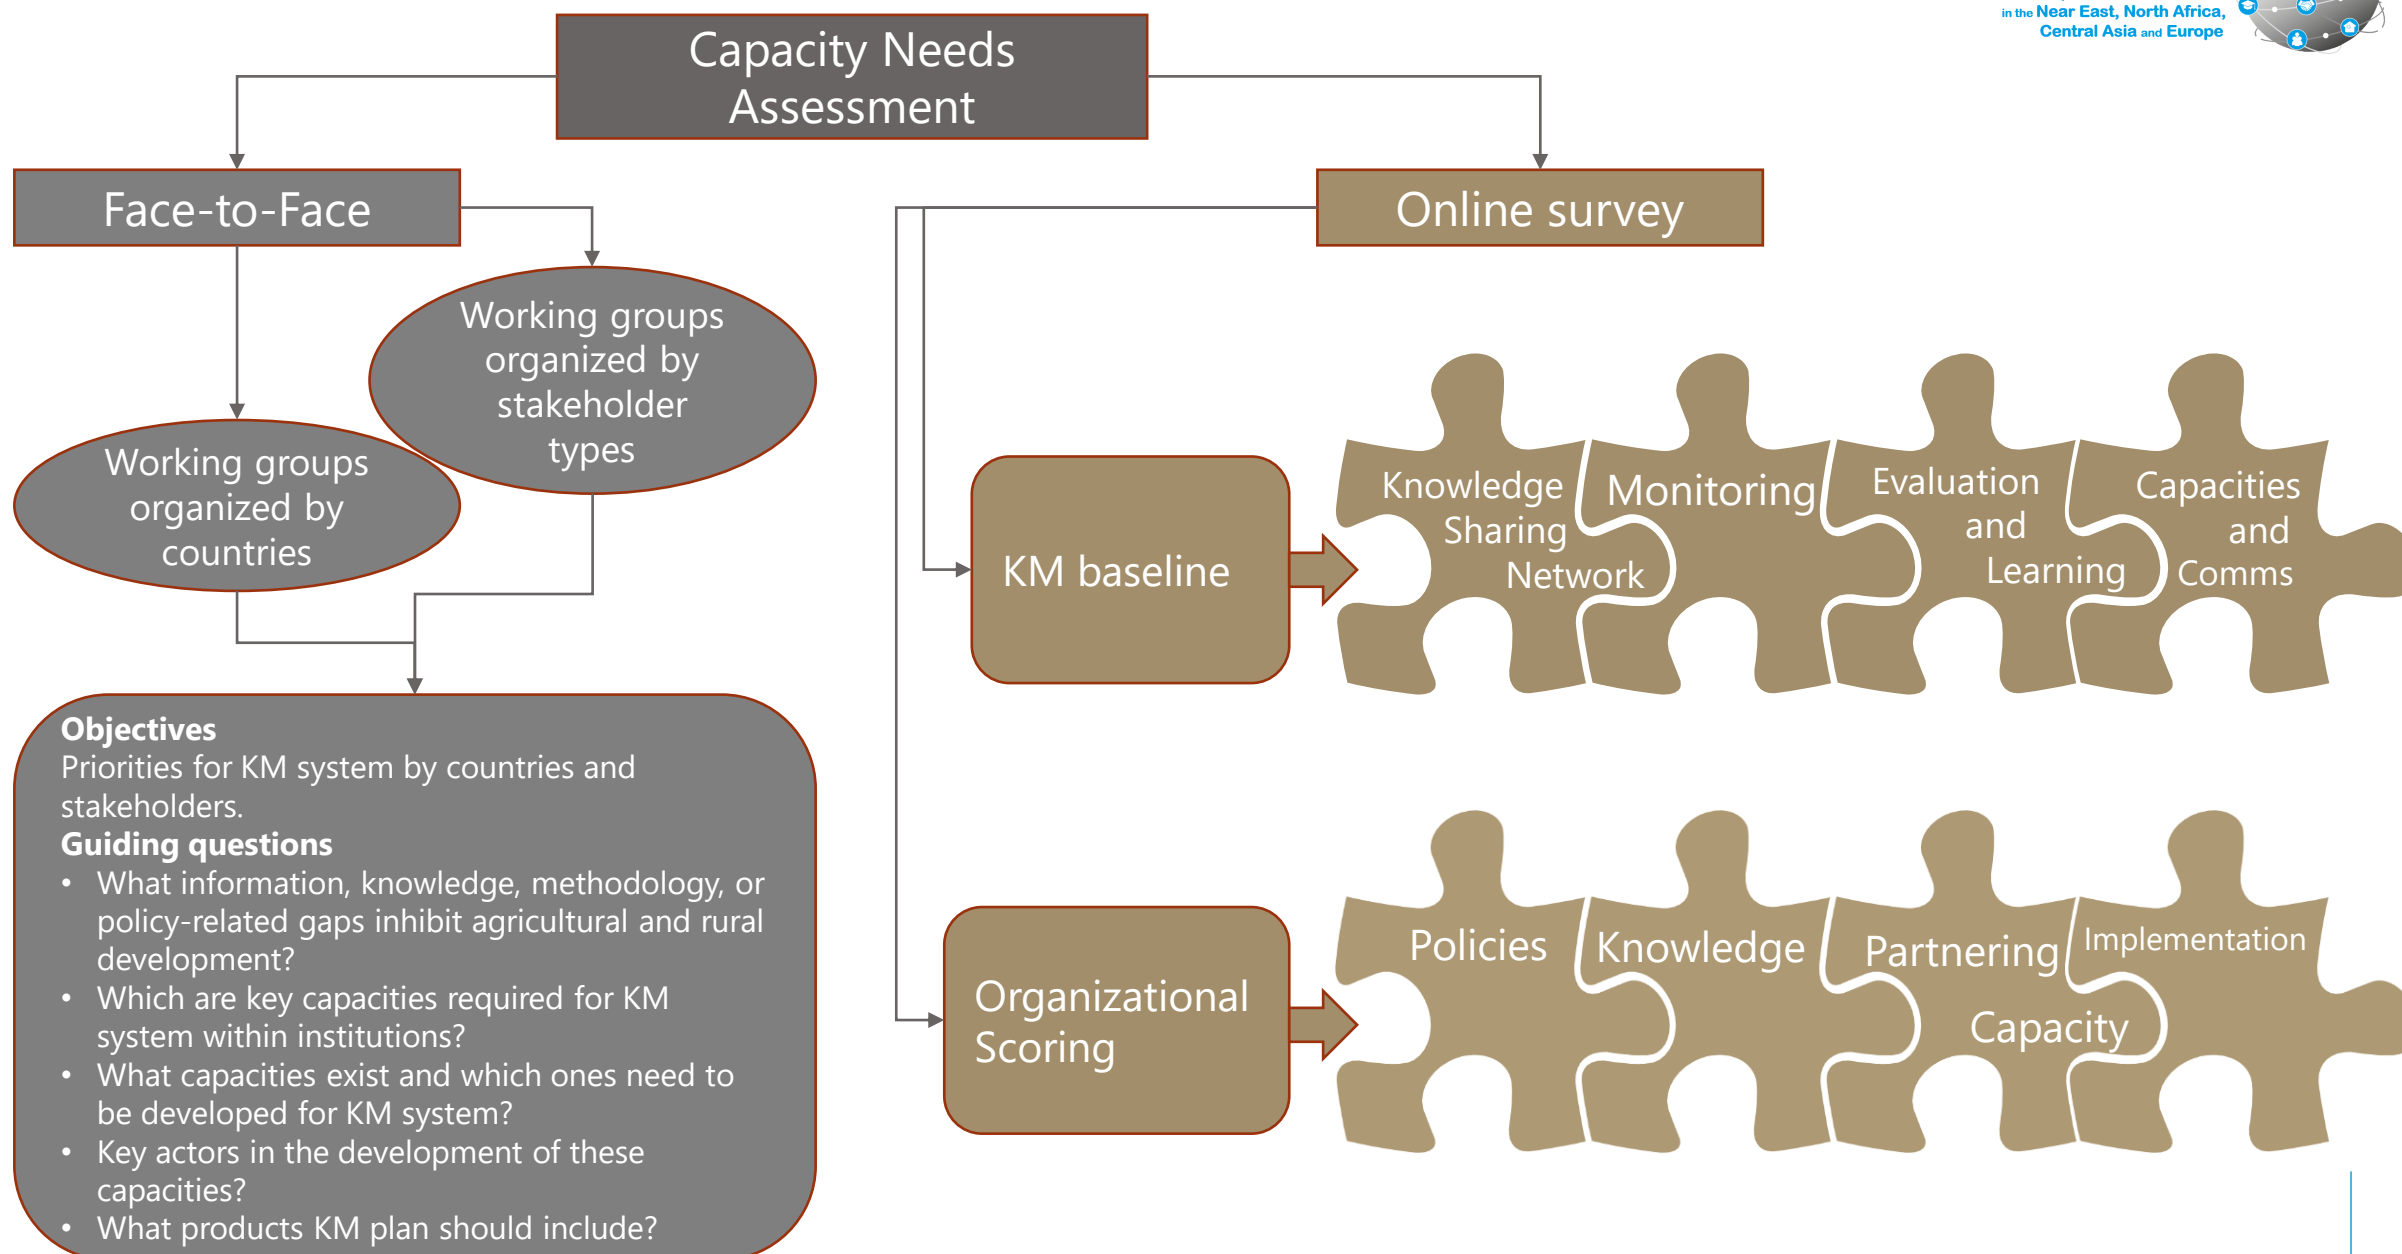 in the Near East, North Africa,
Central Asia and Europe
Capacity Needs
Assessment
Face-to-Face
Online survey
Working groups
organized by
stakeholder
types
Working groups
organized by
countries
Objectives
Priorities for KM system by countries and
stakeholders.
Guiding questions
• What information, knowledge, methodology, or
policy-related gaps inhibit agricultural and rural
development?
• Which are key capacities required for KM
system within institutions?
• What capacities exist and which ones need to
be developed for KM system?
• Key actors in the development of these
capacities?
• What products KM plan should include?
KM baseline
Knowledge
Sharing
Network
Monitoring
Evaluation
and
Learning
Capacities
and
Comms
Organizational
Scoring
Policies
Knowledge
Partnering
Capacity
Implementation